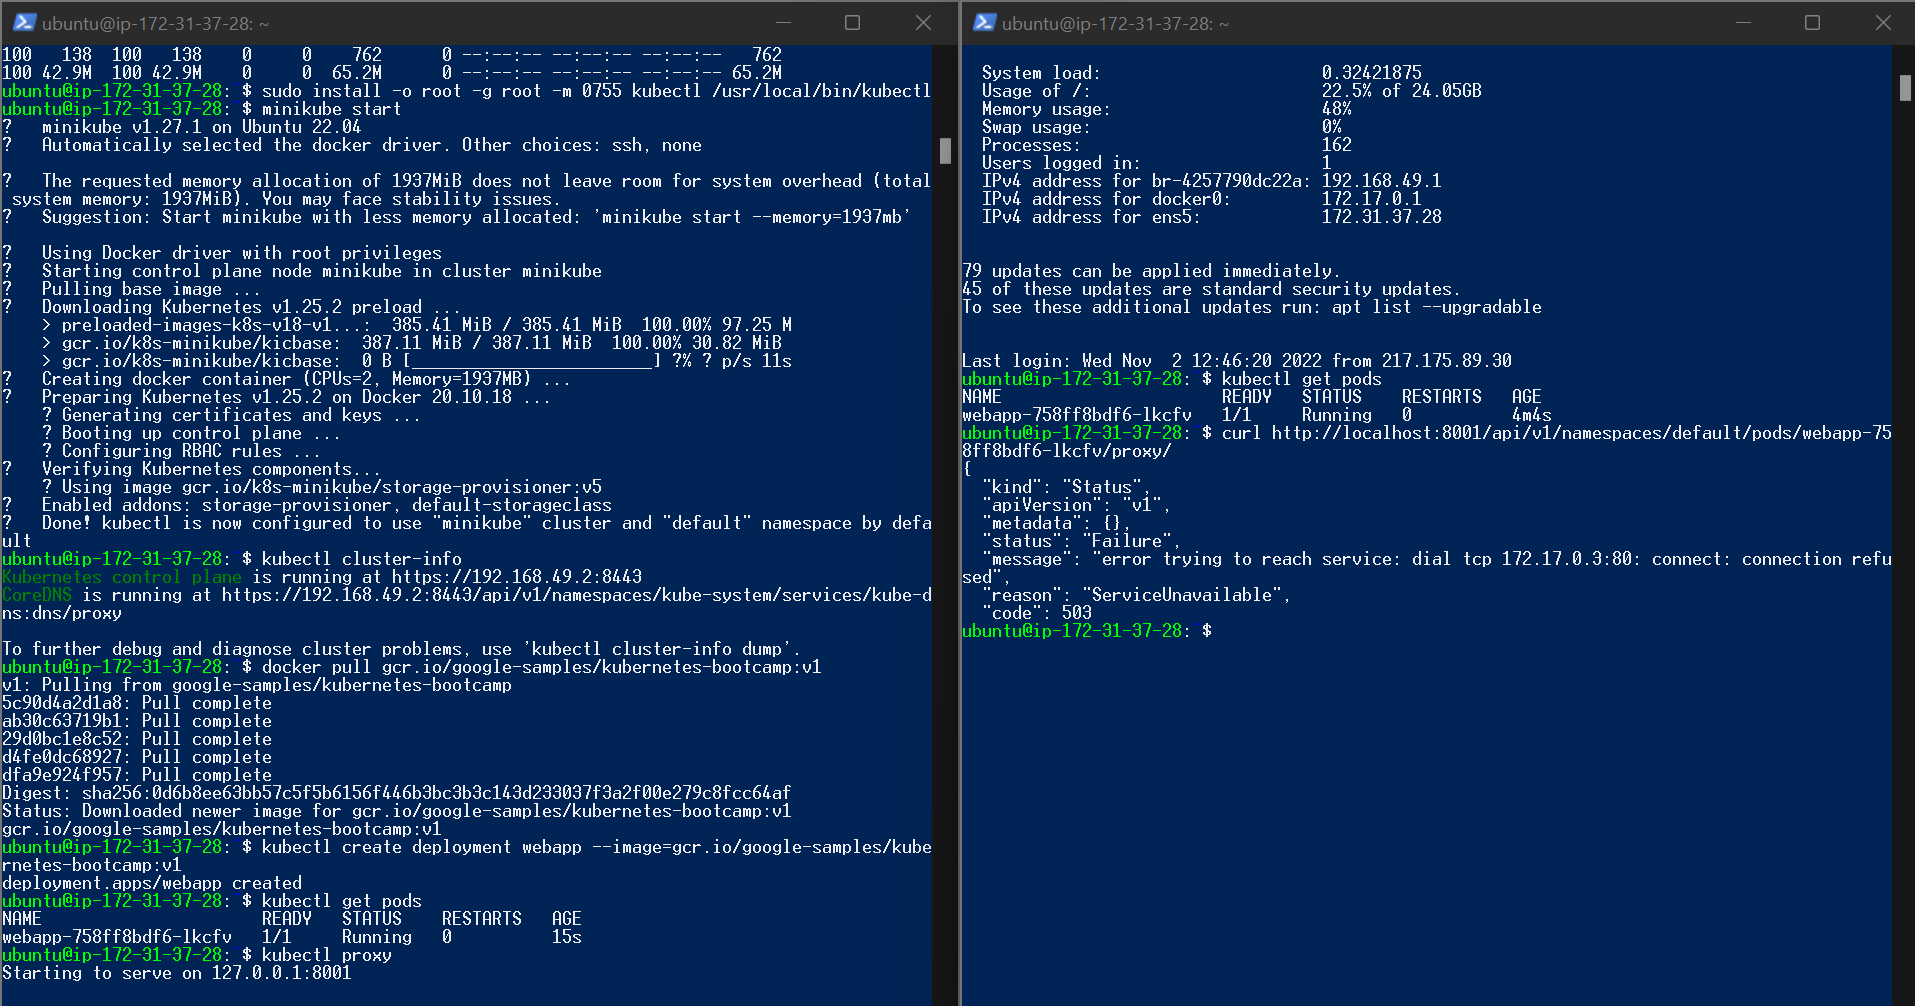 ubuntu@ip-172-31-37-28: ~
100   138  100   138    0     0    762      0 --:--:-- --:--:-- --:--:--   762
100 42.9M  100 42.9M    0     0  65.2M      0 --:--:-- --:--:-- --:--:-- 65.2M
ubuntu@ip-172-31-37-28: $ sudo install -o root -g root -m 0755 kubectl /usr/local/bin/kubectl
ubuntu@ip-172-31-37-28: $ minikube start
?   minikube v1.27.1 on Ubuntu 22.04
?   Automatically selected the docker driver. Other choices: ssh, none
?   The requested memory allocation of 1937MiB does not leave room for system overhead (total
 system memory: 1937MiB). You may face stability issues.
?   Suggestion: Start minikube with less memory allocated: 'minikube start --memory=1937mb'
?   Using Docker driver with root privileges
?   Starting control plane node minikube in cluster minikube
?   Pulling base image ...
?   Downloading Kubernetes v1.25.2 preload ...
    > preloaded-images-k8s-v18-v1...:  385.41 MiB / 385.41 MiB  100.00% 97.25 M
    > gcr.io/k8s-minikube/kicbase:  387.11 MiB / 387.11 MiB  100.00% 30.82 MiB
    > gcr.io/k8s-minikube/kicbase:  0 B [________________________] ?% ? p/s 11s
?   Creating docker container (CPUs=2, Memory=1937MB) ...
?   Preparing Kubernetes v1.25.2 on Docker 20.10.18 ...
    ? Generating certificates and keys ...
    ? Booting up control plane ...
    ? Configuring RBAC rules ...
?   Verifying Kubernetes components...
    ? Using image gcr.io/k8s-minikube/storage-provisioner:v5
?   Enabled addons: storage-provisioner, default-storageclass
?   Done! kubectl is now configured to use "minikube" cluster and "default" namespace by defa
ult
ubuntu@ip-172-31-37-28: $ kubectl cluster-info
Kubernetes control plane is running at https://192.168.49.2:8443
CoreDNS is running at https://192.168.49.2:8443/api/v1/namespaces/kube-system/services/kube-d
ns:dns/proxy
To further debug and diagnose cluster problems, use 'kubectl cluster-info dump'.
ubuntu@ip-172-31-37-28: $ docker pull gcr.io/google-samples/kubernetes-bootcamp:v1
v1: Pulling from google-samples/kubernetes-bootcamp
5c90d4a2d1a8: Pull complete
ab30c63719b1: Pull complete
29d0bc1e8c52: Pull complete
d4fe0dc68927: Pull complete
dfa9e924f957: Pull complete
Digest: sha256:0d6b8ee63bb57c5f5b6156f446b3bc3b3c143d233037f3a2f00e279c8fcc64af
Status: Downloaded newer image for gcr.io/google-samples/kubernetes-bootcamp:v1
gcr.io/google-samples/kubernetes-bootcamp:v1
ubuntu@ip-172-31-37-28: $ kubectl create deployment webapp --image=gcr.io/google-samples/kube
rnetes-bootcamp:v1
deployment.apps/webapp created
ubuntu@ip-172-31-37-28: $ kubectl get pods
NAME                      READY   STATUS    RESTARTS   AGE
webapp-758ff8bdf6-lkcfv   1/1     Running   0          15s
ubuntu@ip-172-31-37-28: $ kubectl proxy
Starting to serve on 127.0.0.1:8001
ubuntu@ip-172-31-37-28: ~
  System load:                      0.32421875
  Usage of /:                       22.5% of 24.05GB
  Memory usage:                     48%
  Swap usage:                       0%
  Processes:                        162
  Users logged in:                  1
  IPv4 address for br-4257790dc22a: 192.168.49.1
  IPv4 address for docker0:         172.17.0.1
  IPv4 address for ens5:            172.31.37.28
79 updates can be applied immediately.
45 of these updates are standard security updates.
To see these additional updates run: apt list --upgradable
Last login: Wed Nov  2 12:46:20 2022 from 217.175.89.30
ubuntu@ip-172-31-37-28: $ kubectl get pods
NAME                      READY   STATUS    RESTARTS   AGE
webapp-758ff8bdf6-lkcfv   1/1     Running   0          4m4s
ubuntu@ip-172-31-37-28: $ curl http://localhost:8001/api/v1/namespaces/default/pods/webapp-75
8ff8bdf6-lkcfv/proxy/
{
  "kind": "Status",
  "apiVersion": "v1",
  "metadata": {},
  "status": "Failure",
  "message": "error trying to reach service: dial tcp 172.17.0.3:80: connect: connection refu
sed",
  "reason": "ServiceUnavailable",
  "code": 503
ubuntu@ip-172-31-37-28: $